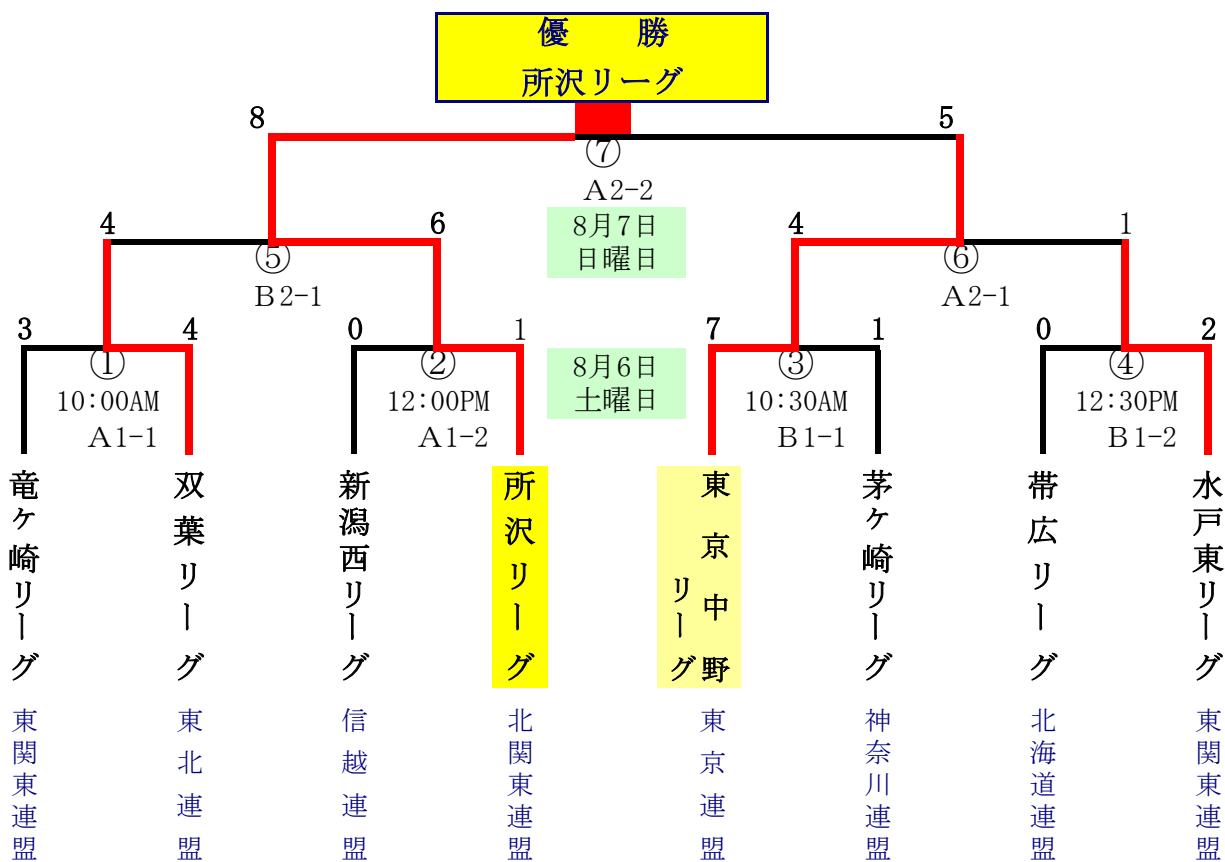 優　勝
所沢リーグ
8
5
⑦
A2-2
4
6
8月7日
日曜日
4
1
⑤
B2-1
⑥
A2-1
3
4
0
1
8月6日
土曜日
7
1
0
2
①
10:00AM
A1-1
②
12:00PM
A1-2
③
10:30AM
B1-1
④
12:30PM
B1-2
竜ヶ崎リーグ
双葉リーグ
新潟西リーグ
所沢リーグ
東京中野
リーグ
茅ヶ崎リーグ
帯広リーグ
水戸東リーグ
東関東連盟
東北連盟
信越連盟
北関東連盟
東京連盟
神奈川連盟
北海道連盟
東関東連盟